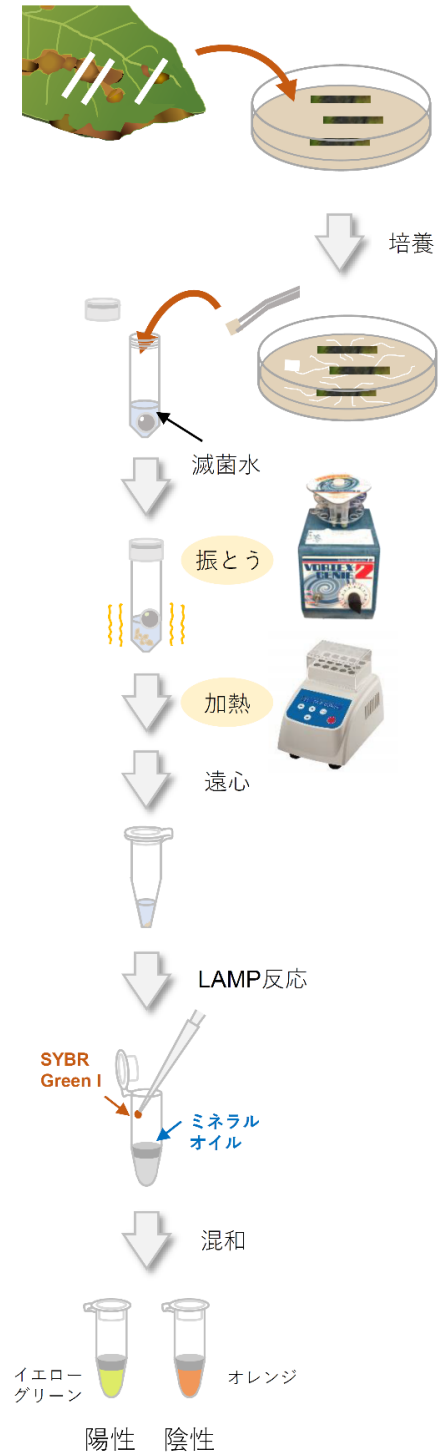 培養
滅菌水
振とう
VORTEX
GENIE 2
加熱
遠心
LAMP反応
SYBR
Green I
ミネラル
オイル
混和
イエロー
グリーン
オレンジ
陽性
陰性